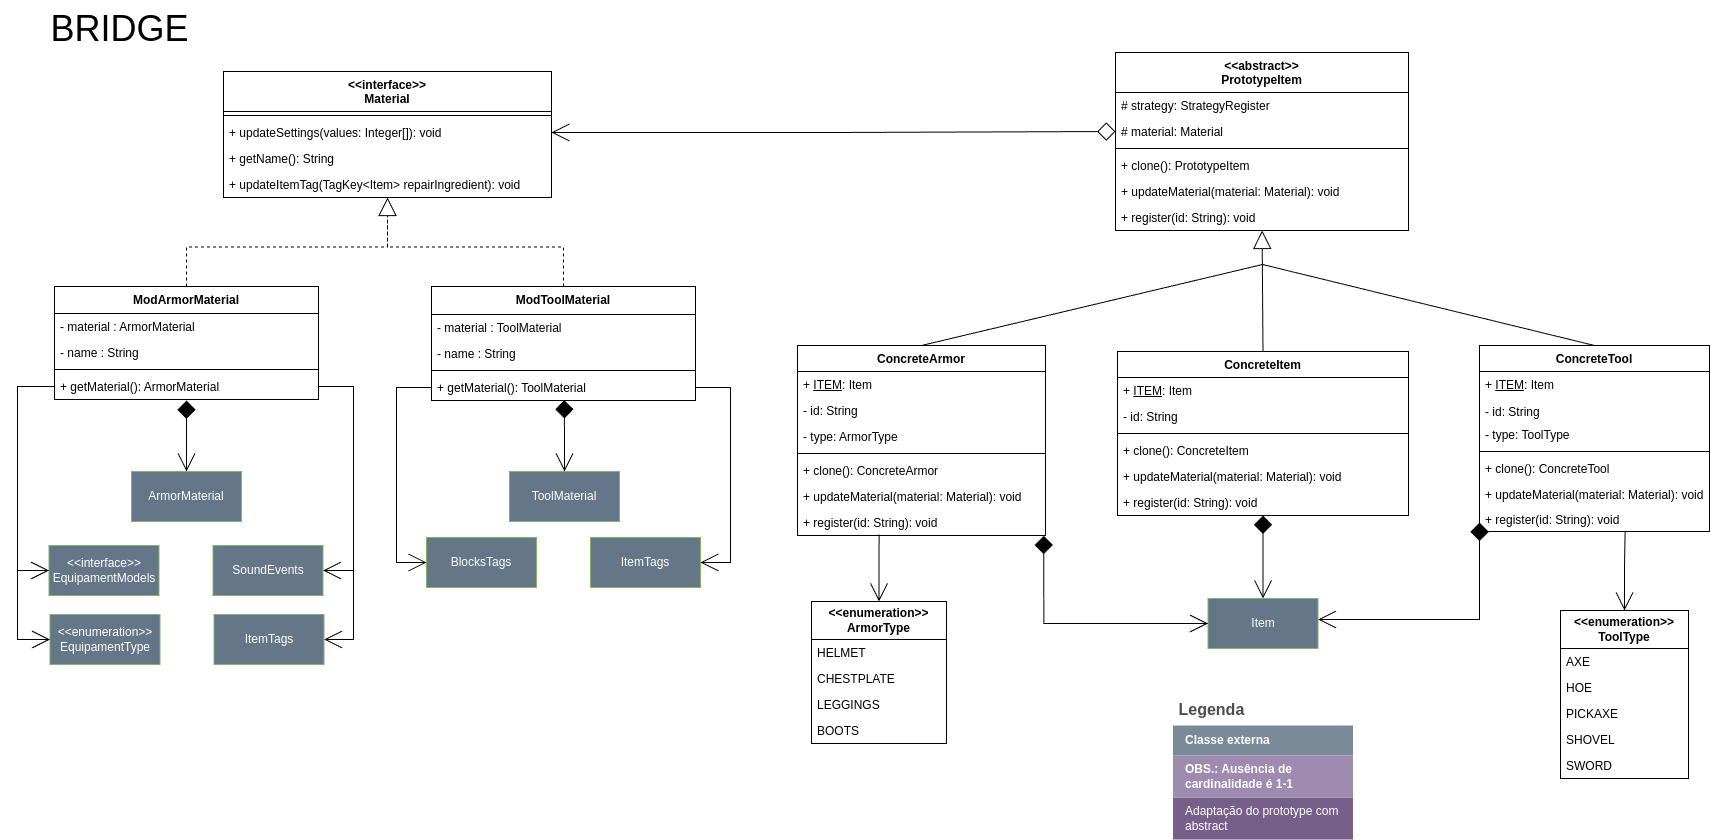 BRIDGE
<<interface>>
Material
+ updateSettings(values: Integer[]): void
+ getName(): String
+ updateItemTag(TagKey<Item> repairIngredient): void
<<abstract>>
PrototypeItem
# strategy: StrategyRegister
# material: Material
+ clone(): PrototypeItem
+ updateMaterial(material: Material): void
+ register(id: String): void
ModArmorMaterial
- material : ArmorMaterial
- name : String
+ getMaterial(): ArmorMaterial
ModToolMaterial
- material : ToolMaterial
- name : String
+ getMaterial(): ToolMaterial
ConcreteArmor
+ ITEM: Item
- id: String
- type: ArmorType
+ clone(): ConcreteArmor
+ updateMaterial(material: Material): void
+ register(id: String): void
ConcreteItem
+ ITEM: Item
- id: String
+ clone(): ConcreteItem
+ updateMaterial(material: Material): void
+ register(id: String): void
ConcreteTool
+ ITEM: Item
- id: String
- type: ToolType
+ clone(): ConcreteTool
+ updateMaterial(material: Material): void
+ register(id: String): void
ArmorMaterial
ToolMaterial
<<interface>>
EquipamentModels
SoundEvents
<<enumeration>>
EquipamentType
ItemTags
BlocksTags
ItemTags
<<enumeration>>
ArmorType
HELMET
CHESTPLATE
LEGGINGS
BOOTS
Item
<<enumeration>>
ToolType
AXE
HOE
PICKAXE
SHOVEL
SWORD
Legenda
Classe externa
OBS.: Ausência de
cardinalidade é 1-1
Adaptação do prototype com
abstract